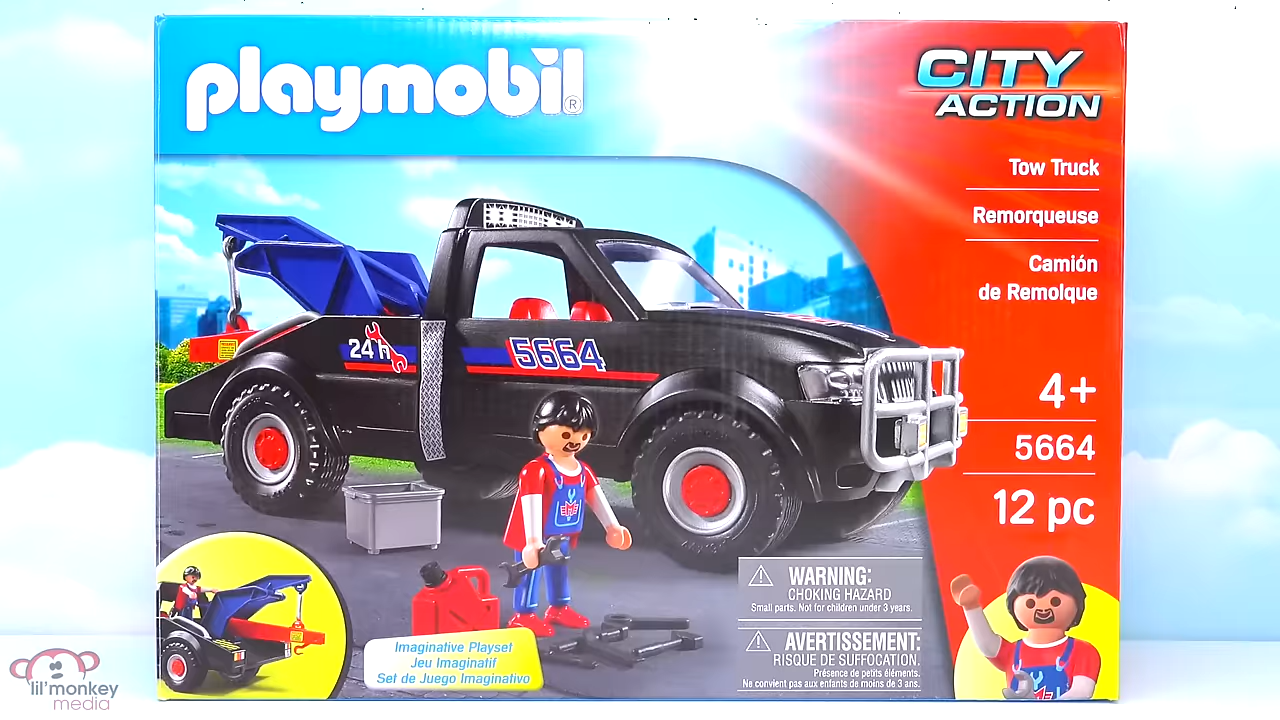 playmobil®
CITY
ACTION
Tow Truck
Remorqueuse
Camión
de Remolque
4+
5664
12 pc
24 h
5664
WARNING:
CHOKING HAZARD
Small parts. Not for children under 3 years.
AVERTISSEMENT:
RISQUE DE SUFFOCATION.
Présence de petits éléments.
Ne convient pas aux enfants de moins de 3 ans.
Imaginative Playset
Jeu Imaginatif
Set de Juego Imaginativo
lil'monkey
media